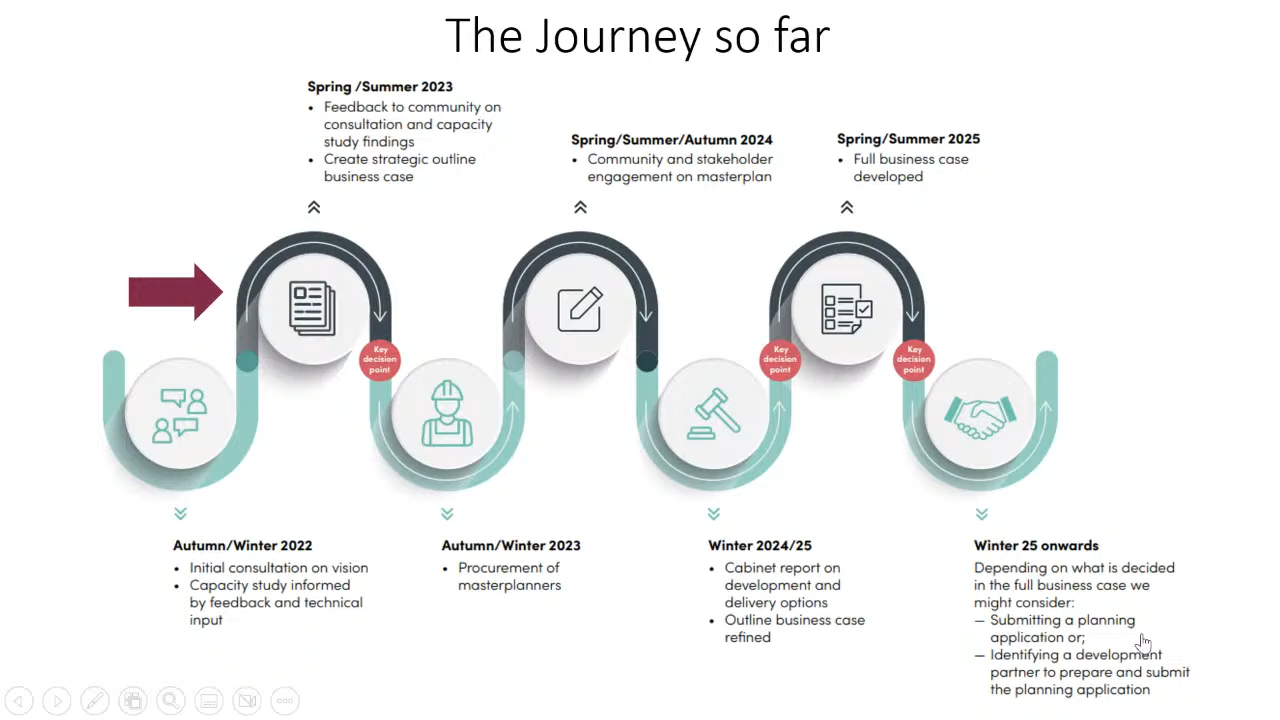 The Journey so far
Spring /Summer 2023
• Feedback to community on
consultation and capacity
study findings
• Create strategic outline
business case
Spring/Summer/Autumn 2024
• Community and stakeholder
engagement on masterplan
Spring/Summer 2025
• Full business case
developed
Key
decision
point
Key
decision
point
Key
decision
point
Autumn/Winter 2022
• Initial consultation on vision
• Capacity study informed
by feedback and technical
input
Autumn/Winter 2023
• Procurement of
masterplanners
Winter 2024/25
• Cabinet report on
development and
delivery options
• Outline business case
refined
Winter 25 onwards
Depending on what is decided
in the full business case we
might consider:
– Submitting a planning
application or;
– Identifying a development
partner to prepare and submit
the planning application